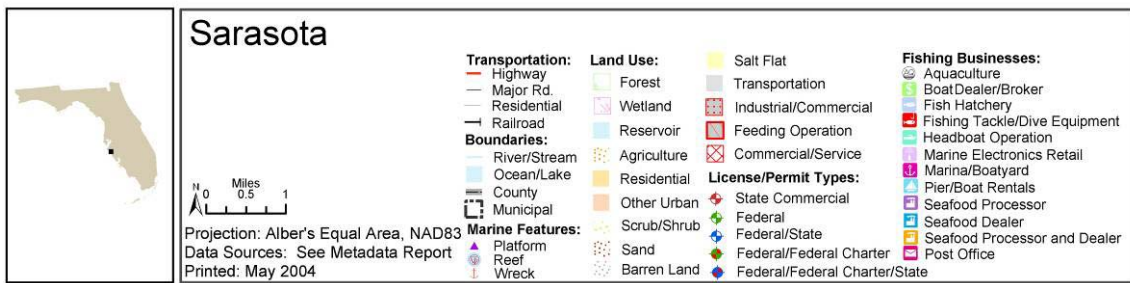 Sarasota
N
Miles
0 0.5 1
Projection: Alber's Equal Area, NAD83
Data Sources: See Metadata Report
Printed: May 2004
Transportation:
Highway
Major Rd.
Residential
Railroad
Boundaries:
River/Stream
Ocean/Lake
County
Municipal
Marine Features:
Platform
Reef
Wreck
Land Use:
Forest
Wetland
Reservoir
Agriculture
Residential
Other Urban
Scrub/Shrub
Sand
Barren Land
Salt Flat
Transportation
Industrial/Commercial
Feeding Operation
Commercial/Service
License/Permit Types:
State Commercial
Federal
Federal/State
Federal/Federal Charter
Federal/Federal Charter/State
Fishing Businesses:
Aquaculture
BoatDealer/Broker
Fish Hatchery
Fishing Tackle/Dive Equipment
Headboat Operation
Marine Electronics Retail
Marina/Boatyard
Pier/Boat Rentals
Seafood Processor
Seafood Dealer
Seafood Processor and Dealer
Post Office